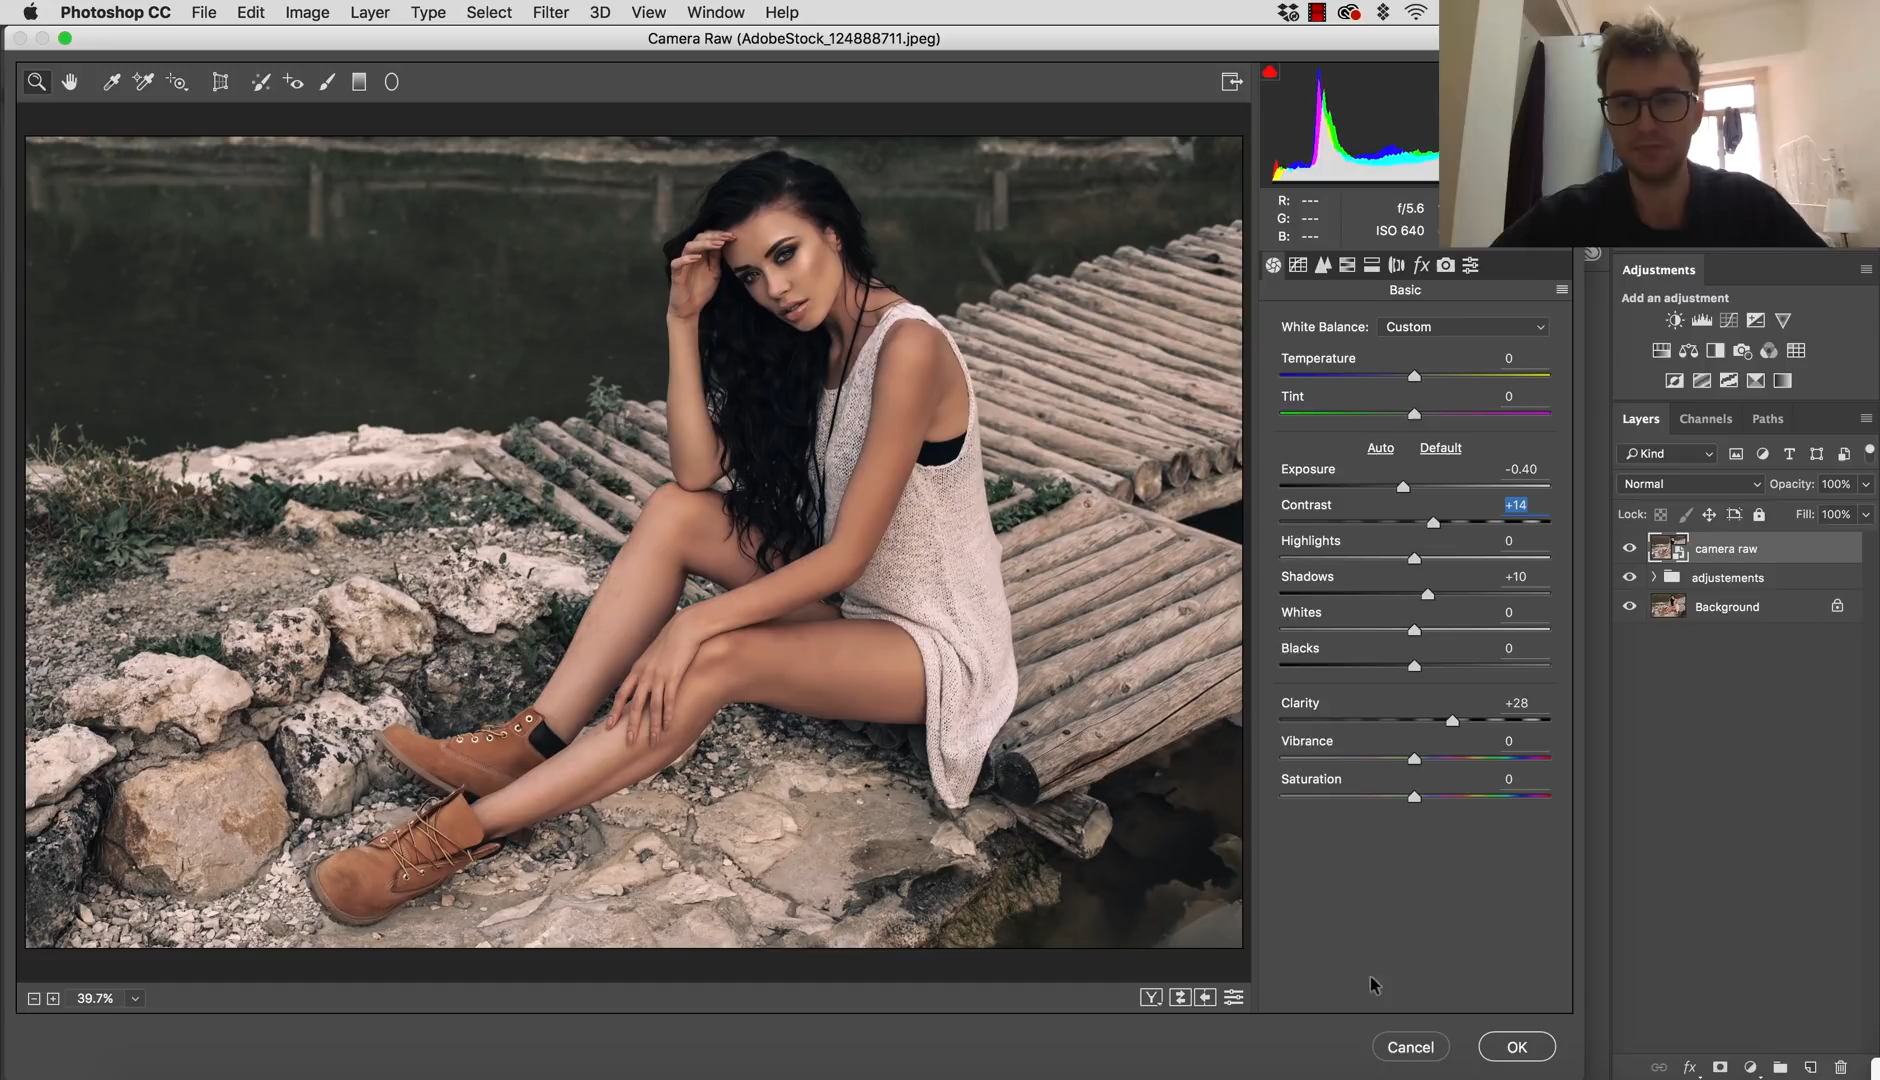 Photoshop CC File Edit Image Layer Type Select Filter 3D View Window Help
Camera Raw (AdobeStock_124888711.jpeg)
R: ---
G: ---
B: ---
f/5.6
ISO 640
Basic
White Balance: Custom
Temperature 0
Tint 0
Auto Default
Exposure -0.40
Contrast +14
Highlights 0
Shadows +10
Whites 0
Blacks 0
Clarity +28
Vibrance 0
Saturation 0
39.7%
Y
Cancel OK
Adjustments
Add an adjustment
Layers Channels Paths
Kind
Normal Opacity: 100%
Lock: Fill: 100%
camera raw
adjustements
Background
fx